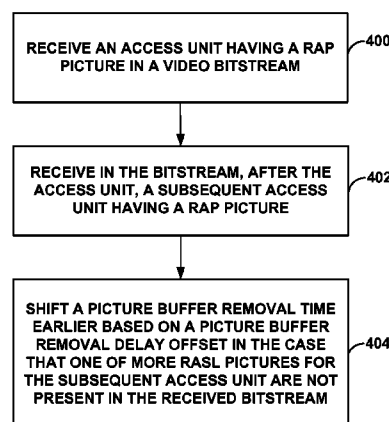 RECEIVE AN ACCESS UNIT HAVING A RAP
PICTURE IN A VIDEO BITSTREAM
400
RECEIVE IN THE BITSTREAM, AFTER THE
ACCESS UNIT, A SUBSEQUENT ACCESS
UNIT HAVING A RAP PICTURE
402
SHIFT A PICTURE BUFFER REMOVAL TIME
EARLIER BASED ON A PICTURE BUFFER
REMOVAL DELAY OFFSET IN THE CASE
THAT ONE OF MORE RASL PICTURES FOR
THE SUBSEQUENT ACCESS UNIT ARE NOT
PRESENT IN THE RECEIVED BITSTREAM
404